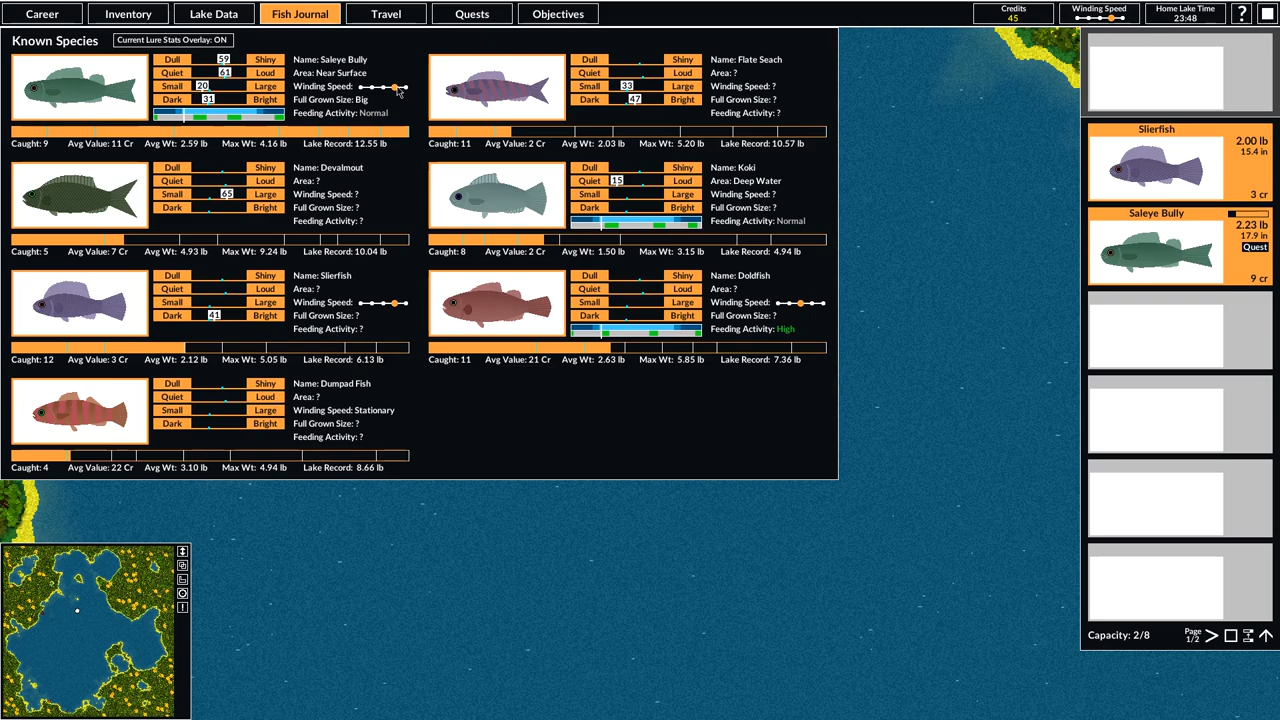 Career Inventory Lake Data Fish Journal Travel Quests Objectives Credits 45 Winding Speed Home Lake Time 23:48 ?
Known Species Current Lure Stats Overlay: ON
Dull 59 Shiny Name: Saleye Bully
Quiet 61 Loud Area: Near Surface
Small 20 Large Winding Speed:
Dark 31 Bright Full Grown Size: Big
Feeding Activity: Normal
Caught: 9 Avg Value: 11 Cr Avg Wt: 2.59 lb Max Wt: 4.16 lb Lake Record: 12.55 lb
Dull Shiny Name: Flate Seach
Quiet Loud Area: ?
Small 33 Large Winding Speed: ?
Dark 47 Bright Full Grown Size: ?
Feeding Activity: ?
Caught: 11 Avg Value: 2 Cr Avg Wt: 2.03 lb Max Wt: 5.20 lb Lake Record: 10.57 lb
Dull Shiny Name: Devalmout
Quiet Loud Area: ?
Small 65 Large Winding Speed: ?
Dark Bright Full Grown Size: ?
Feeding Activity: ?
Caught: 5 Avg Value: 7 Cr Avg Wt: 4.93 lb Max Wt: 9.24 lb Lake Record: 10.04 lb
Dull Shiny Name: Koki
Quiet 15 Loud Area: Deep Water
Small Large Winding Speed: ?
Dark Bright Full Grown Size: ?
Feeding Activity: Normal
Caught: 8 Avg Value: 2 Cr Avg Wt: 1.50 lb Max Wt: 3.15 lb Lake Record: 4.94 lb
Dull Shiny Name: Slierfish
Quiet Loud Area: ?
Small Large Winding Speed:
Dark 41 Bright Full Grown Size: ?
Feeding Activity: ?
Caught: 12 Avg Value: 3 Cr Avg Wt: 2.12 lb Max Wt: 5.05 lb Lake Record: 6.13 lb
Dull Shiny Name: Doldfish
Quiet Loud Area: ?
Small Large Winding Speed:
Dark Bright Full Grown Size: ?
Feeding Activity: High
Caught: 11 Avg Value: 21 Cr Avg Wt: 2.63 lb Max Wt: 5.85 lb Lake Record: 7.36 lb
Dull Shiny Name: Dumpad Fish
Quiet Loud Area: ?
Small Large Winding Speed: Stationary
Dark Bright Full Grown Size: ?
Feeding Activity: ?
Caught: 4 Avg Value: 22 Cr Avg Wt: 3.10 lb Max Wt: 4.94 lb Lake Record: 8.66 lb
Slierfish
2.00 lb
15.4 in
3 cr
Saleye Bully
2.23 lb
17.9 in
Quest
9 cr
Capacity: 2/8 Page 1/2
!